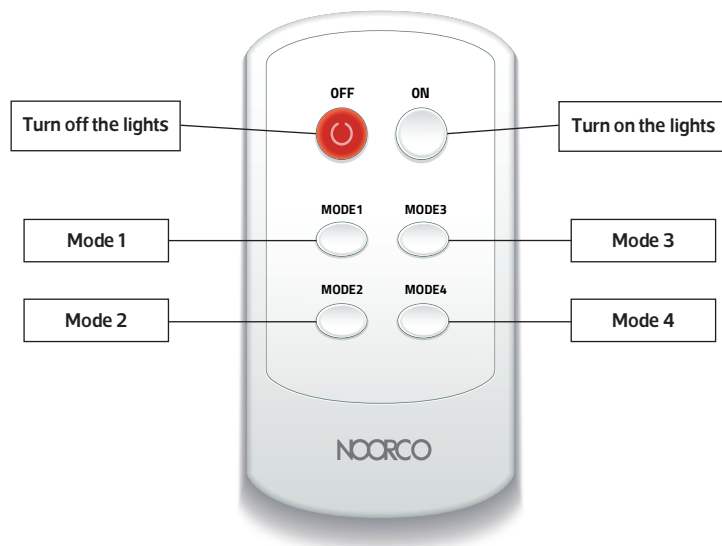 OFF
ON
Turn off the lights
Turn on the lights
MODE1
MODE3
Mode 1
Mode 3
MODE2
MODE4
Mode 2
Mode 4
NOORCO